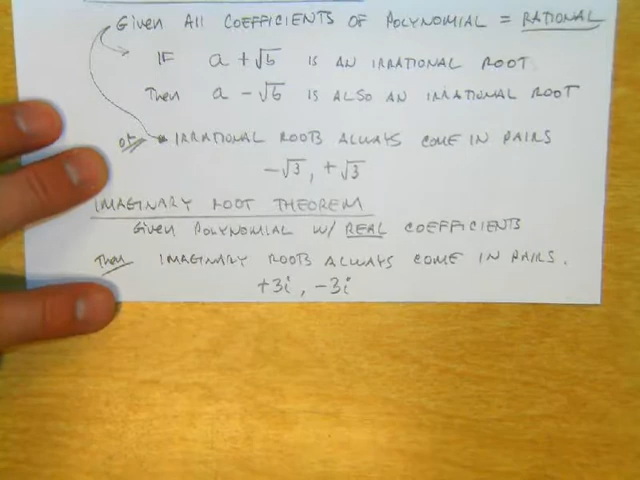 GIVEN ALL COEFFICIENTS OF POLYNOMIAL = RATIONAL
IF a + √b IS AN IRRATIONAL ROOT
THEN a - √b IS ALSO AN IRRATIONAL ROOT
OR IRRATIONAL ROOTS ALWAYS COME IN PAIRS
-√3, +√3
IMAGINARY ROOT THEOREM
GIVEN POLYNOMIAL W/ REAL COEFFICIENTS
THEN IMAGINARY ROOTS ALWAYS COME IN PAIRS.
+3i, -3i